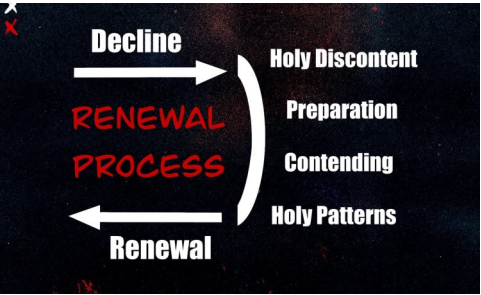 Decline
RENEWAL
PROCESS
Renewal
Holy Discontent
Preparation
Contending
Holy Patterns